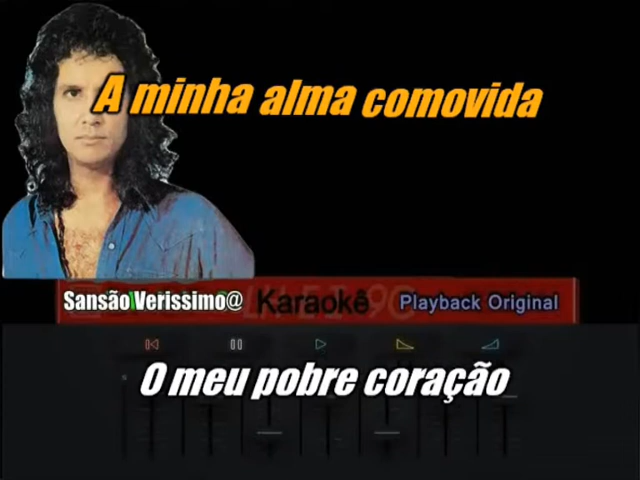 A minha alma comovida
Sansão Verissimo@ Karaokê Playback Original
O meu pobre coração